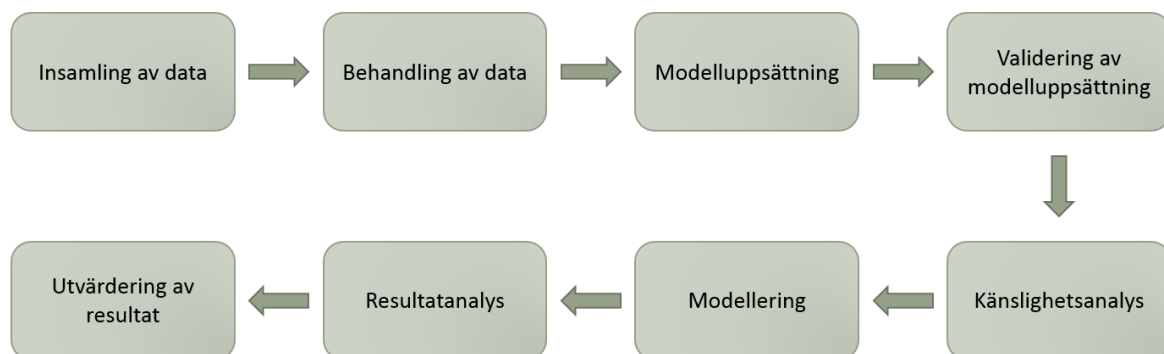 Insamling av data
Behandling av data
Modelluppsättning
Validering av
modelluppsättning
Känslighetsanalys
Modellering
Resultatanalys
Utvärdering av
resultat